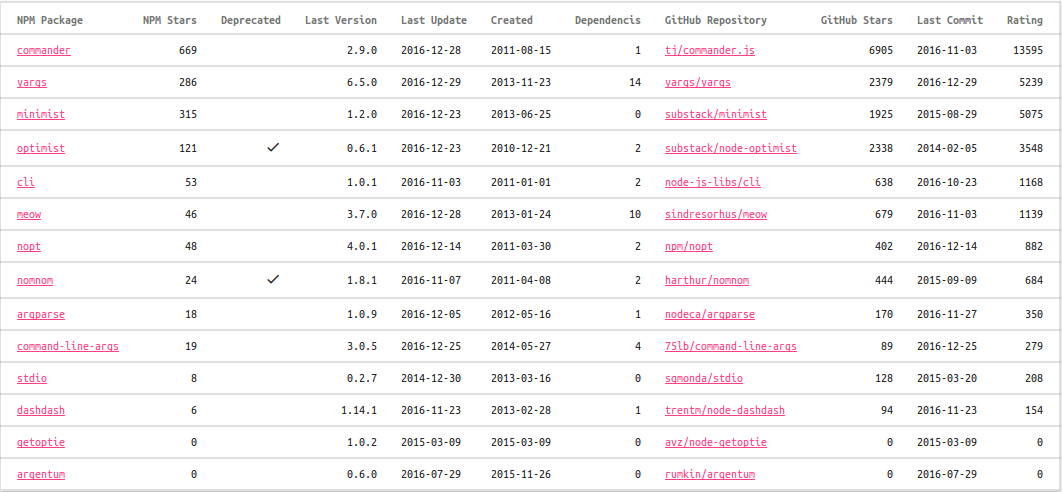 NPM Package NPM Stars Deprecated Last Version Last Update Created Dependencis GitHub Repository GitHub Stars Last Commit Rating
commander 669 2.9.0 2016-12-28 2011-08-15 1 tj/commander.js 6905 2016-11-03 13595
yargs 286 6.5.0 2016-12-29 2013-11-23 14 yargs/yargs 2379 2016-12-29 5239
minimist 315 1.2.0 2016-12-23 2013-06-25 0 substack/minimist 1925 2015-08-29 5075
optimist 121 ✓ 0.6.1 2016-12-23 2010-12-21 2 substack/node-optimist 2338 2014-02-05 3548
cli 53 1.0.1 2016-11-03 2011-01-01 2 node-js-libs/cli 638 2016-10-23 1168
meow 46 3.7.0 2016-12-28 2013-01-24 10 sindresorhus/meow 679 2016-11-03 1139
nopt 48 4.0.1 2016-12-14 2011-03-30 2 npm/nopt 402 2016-12-14 882
nomnom 24 ✓ 1.8.1 2016-11-07 2011-04-08 2 harthur/nomnom 444 2015-09-09 684
argparse 18 1.0.9 2016-12-05 2012-05-16 1 nodeca/argparse 170 2016-11-27 350
command-line-args 19 3.0.5 2016-12-25 2014-05-27 4 75lb/command-line-args 89 2016-12-25 279
stdio 8 0.2.7 2014-12-30 2013-03-16 0 sgmonda/stdio 128 2015-03-20 208
dashdash 6 1.14.1 2016-11-23 2013-02-28 1 trentm/node-dashdash 94 2016-11-23 154
getoptie 0 1.0.2 2015-03-09 2015-03-09 0 avz/node-getoptie 0 2015-03-09 0
argentum 0 0.6.0 2016-07-29 2015-11-26 0 rumkin/argentum 0 2016-07-29 0